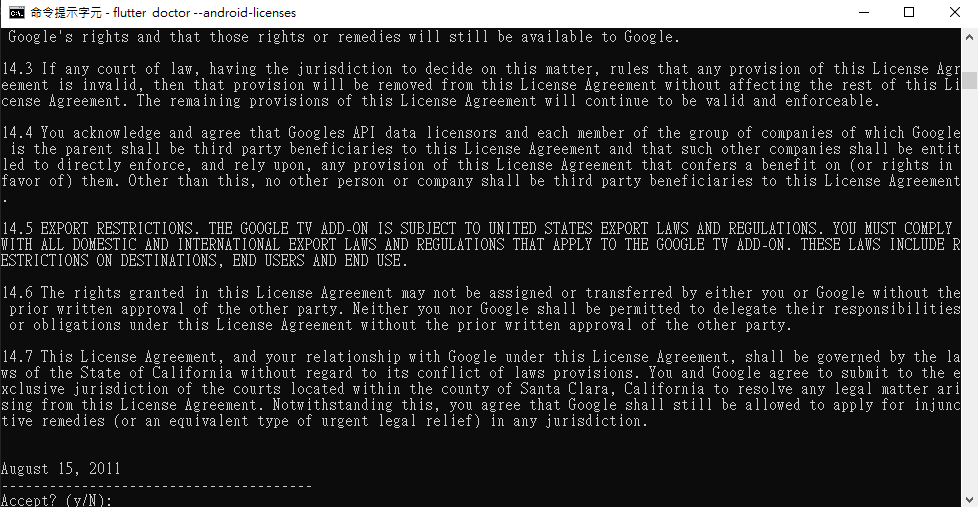 命令提示字元 - flutter doctor --android-licenses
Google's rights and that those rights or remedies will still be available to Google.
14.3 If any court of law, having the jurisdiction to decide on this matter, rules that any provision of this License Agr
eement is invalid, then that provision will be removed from this License Agreement without affecting the rest of this Li
cense Agreement. The remaining provisions of this License Agreement will continue to be valid and enforceable.
14.4 You acknowledge and agree that Googles API data licensors and each member of the group of companies of which Google
is the parent shall be third party beneficiaries to this License Agreement and that such other companies shall be entit
led to directly enforce, and rely upon, any provision of this License Agreement that confers a benefit on (or rights in
favor of) them. Other than this, no other person or company shall be third party beneficiaries to this License Agreement
.
14.5 EXPORT RESTRICTIONS. THE GOOGLE TV ADD-ON IS SUBJECT TO UNITED STATES EXPORT LAWS AND REGULATIONS. YOU MUST COMPLY
WITH ALL DOMESTIC AND INTERNATIONAL EXPORT LAWS AND REGULATIONS THAT APPLY TO THE GOOGLE TV ADD-ON. THESE LAWS INCLUDE R
ESTRICTIONS ON DESTINATIONS, END USERS AND END USE.
14.6 The rights granted in this License Agreement may not be assigned or transferred by either you or Google without the
prior written approval of the other party. Neither you nor Google shall be permitted to delegate their responsibilities
or obligations under this License Agreement without the prior written approval of the other party.
14.7 This License Agreement, and your relationship with Google under this License Agreement, shall be governed by the la
ws of the State of California without regard to its conflict of laws provisions. You and Google agree to submit to the e
xclusive jurisdiction of the courts located within the county of Santa Clara, California to resolve any legal matter ari
sing from this License Agreement. Notwithstanding this, you agree that Google shall still be allowed to apply for injunc
tive remedies (or an equivalent type of urgent legal relief) in any jurisdiction.
August 15, 2011
---------------------------------------
Accept? (y/N):